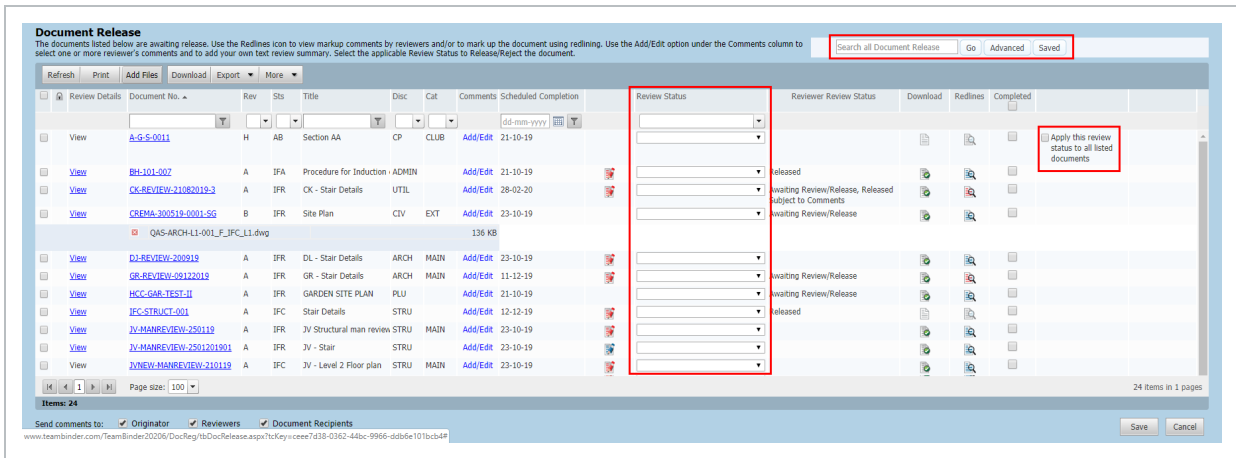 Document Release
The documents listed below are awaiting release. Use the Redlines icon to view markup comments by reviewers and/or to mark up the document using redlining. Use the Add/Edit option under the Comments column to
select one or more reviewer's comments and to add your own text review summary. Select the applicable Review Status to Release/Reject the document.
Search all Document Release Go Advanced Saved
Refresh Print Add Files Download Export More
Review Details Document No. Rev Sts Title Disc Cat Comments Scheduled Completion Review Status Reviewer Review Status Download Redlines Completed
dd-mm-yyyy
View A-G-S-0011 H AB Section AA CP CLUB Add/Edit 21-10-19 Apply this review
status to all listed
documents
View BH-101-007 A IFA Procedure for Induction ADMIN Add/Edit 21-10-19 Released
View CK-REVIEW-21082019-3 A IFR CK - Stair Details UTIL Add/Edit 28-02-20 Awaiting Review/Release, Released
Subject to Comments
View CREMA-300519-0001-SG B IFR Site Plan CIV EXT Add/Edit 23-10-19 Awaiting Review/Release
QAS-ARCH-L1-001_F_IFC_L1.dwg 136 KB
View DJ-REVIEW-200919 A IFR DL - Stair Details ARCH MAIN Add/Edit 23-10-19
View GR-REVIEW-09122019 A IFR GR - Stair Details ARCH MAIN Add/Edit 11-12-19 Awaiting Review/Release
View HCC-GAR-TEST-II A IFR GARDEN SITE PLAN PLU Add/Edit 21-10-19 Awaiting Review/Release
View IFC-STRUCT-001 A IFC Stair Details STRU Add/Edit 12-12-19 Released
View JV-MANREVIEW-250119 A IFR JV Structural man review STRU MAIN Add/Edit 23-10-19
View JV-MANREVIEW-2501201901 A IFR JV - Stair STRU Add/Edit 23-10-19
View JVNEW-MANREVIEW-210119 A IFC JV - Level 2 Floor plan STRU MAIN Add/Edit 23-10-19
1 Page size: 100 24 items in 1 pages
Items: 24
Send comments to: Originator Reviewers Document Recipients Save Cancel
www.teambinder.com/TeamBinder20206/DocReg/tbDocRelease.aspx?tcKey=ceee7d38-0362-44bc-9966-ddb6e101bcb4#